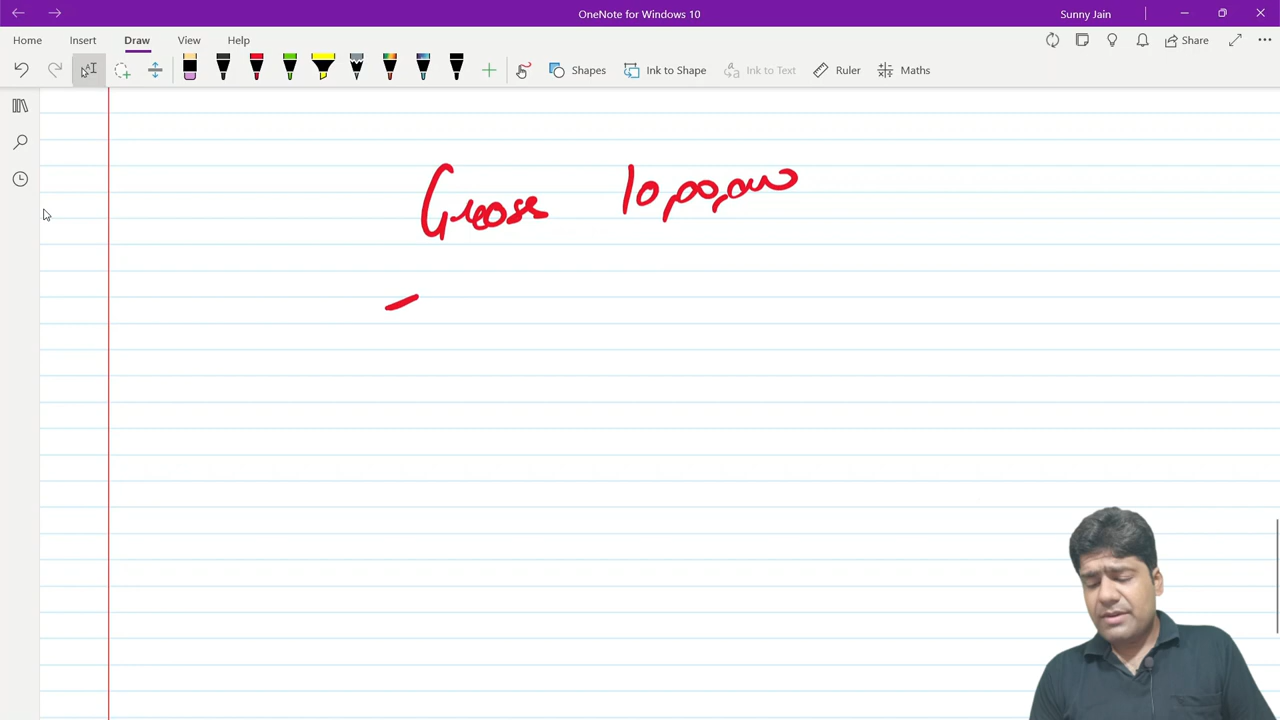 OneNote for Windows 10
Sunny Jain
Home Insert Draw View Help
Share
Shapes Ink to Shape Ink to Text Ruler Maths
Gross 10,00,000
-